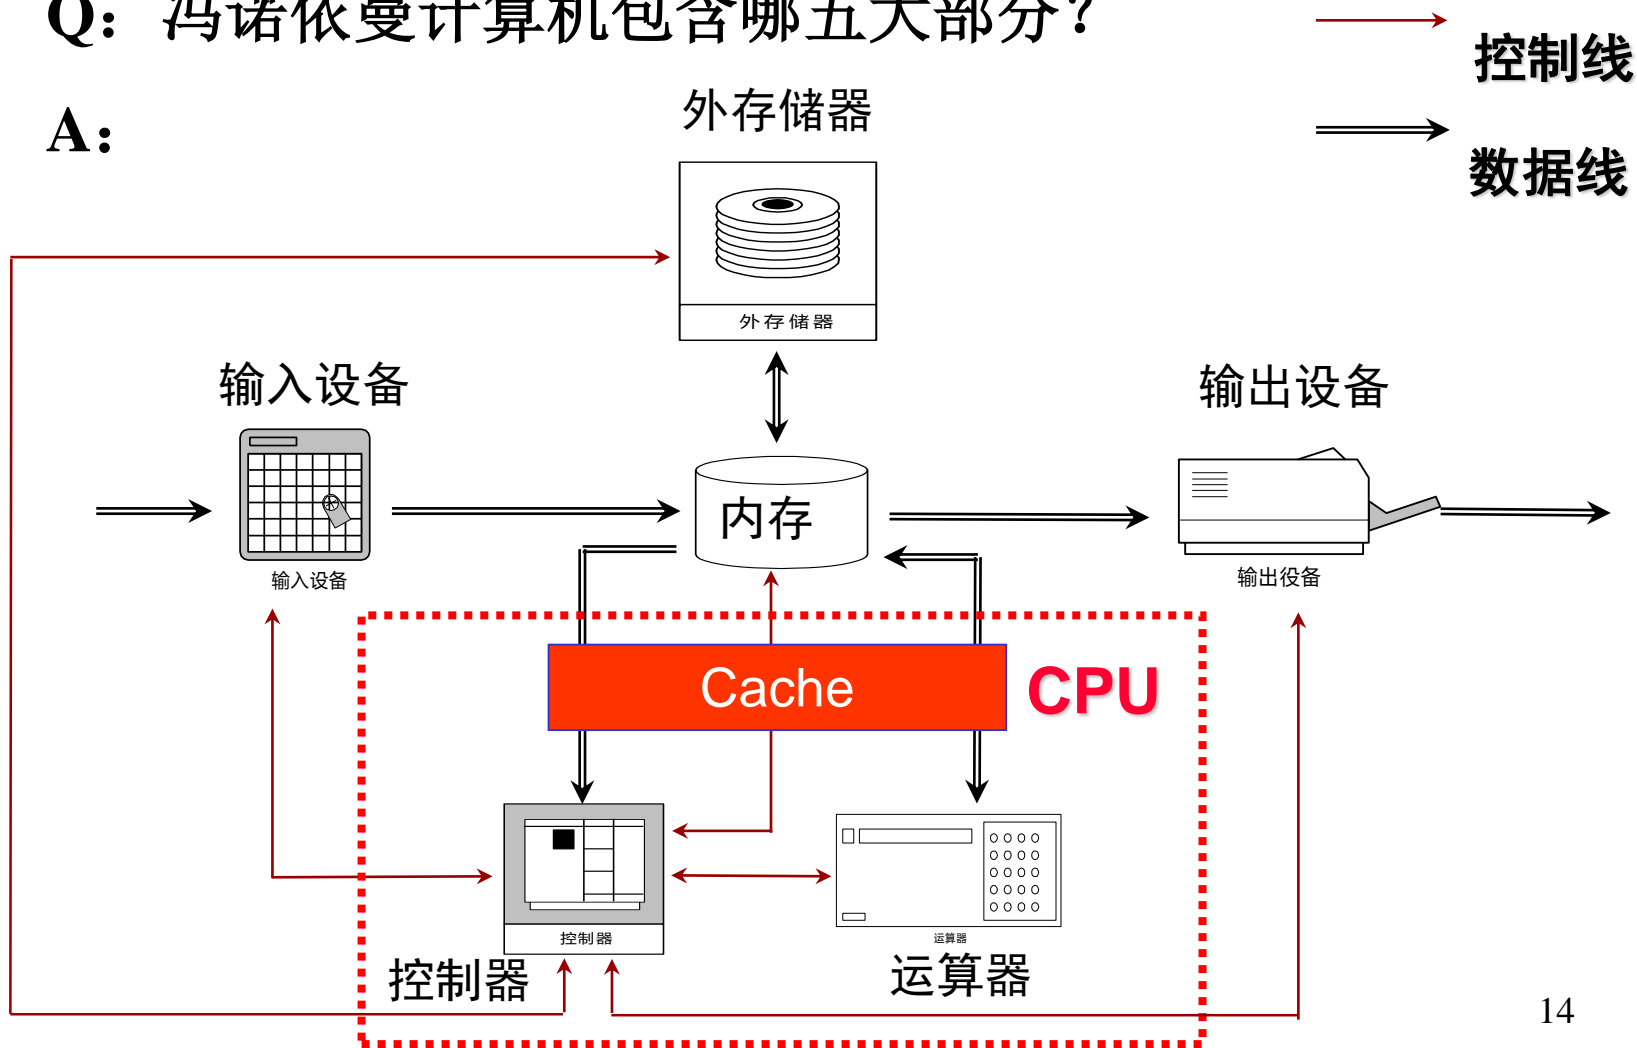 Q：冯诺依曼计算机包含哪五大部分？
控制线
A：
外存储器
数据线
外存储器
输入设备
输出设备
内存
输入设备
输出役备
Cache
CPU
控制器
运算器
控制器
运算器
14